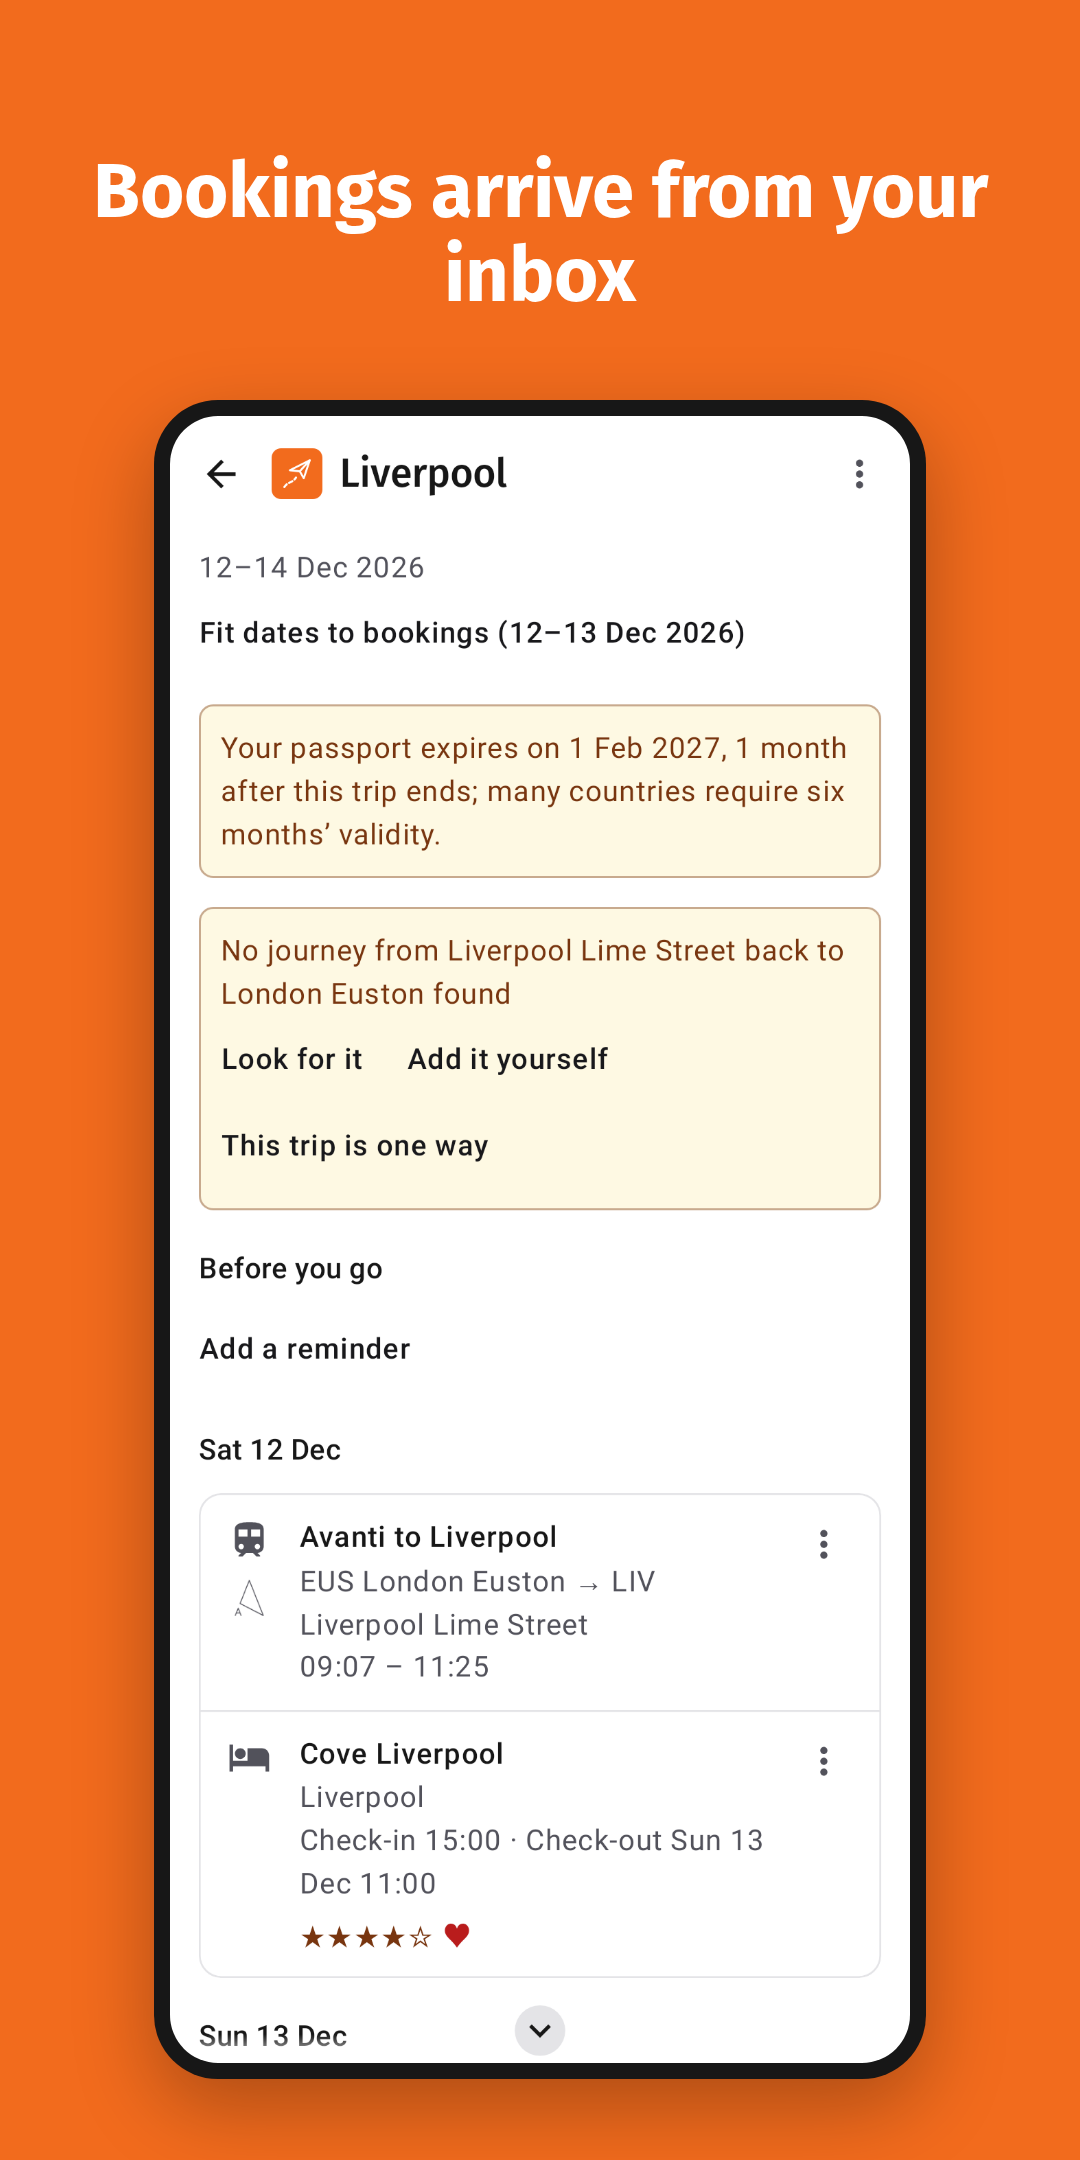 Bookings arrive from your
inbox
Liverpool
12–14 Dec 2026
Fit dates to bookings (12–13 Dec 2026)
Your passport expires on 1 Feb 2027, 1 month
after this trip ends; many countries require six
months’ validity.
No journey from Liverpool Lime Street back to
London Euston found
Look for it Add it yourself
This trip is one way
Before you go
Add a reminder
Sat 12 Dec
Avanti to Liverpool
EUS London Euston → LIV
Liverpool Lime Street
09:07 – 11:25
A
Cove Liverpool
Liverpool
Check-in 15:00 · Check-out Sun 13
Dec 11:00
★★★★☆ ♥
Sun 13 Dec